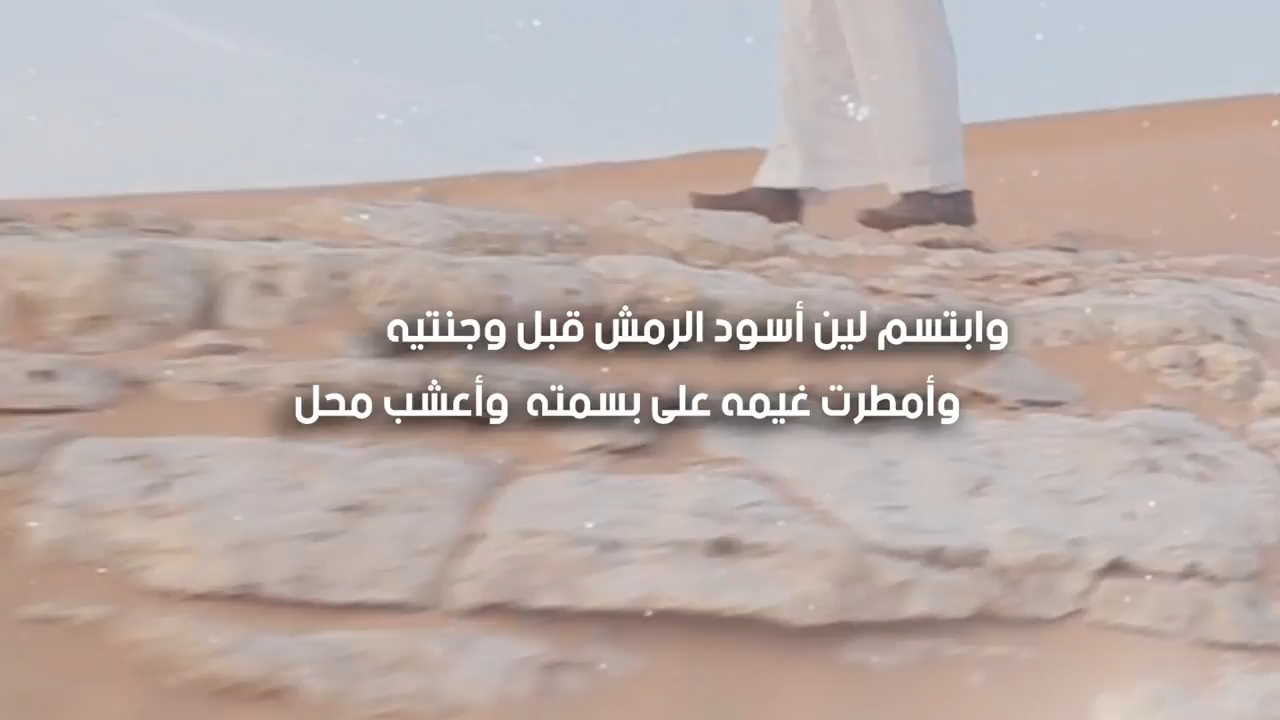 وابتسم لين أسود الرمش قبل وجنتيه
وأمطرت غيمه على بسمته وأعشب محل